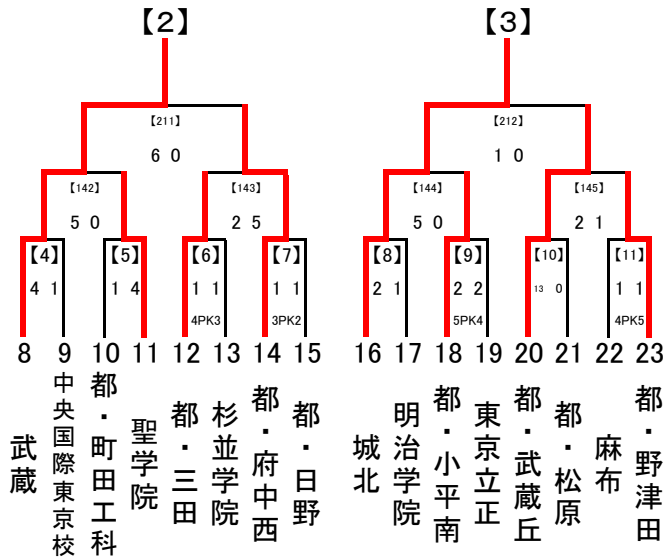 【2】 【3】
【211】 【212】
6 0 1 0
【142】 【143】 【144】 【145】
5 0 2 5 5 0 2 1
【4】 【5】 【6】 【7】 【8】 【9】 【10】 【11】
4 1 1 4 1 1 1 1 2 1 2 2 13 0 1 1
4PK3 3PK2 5PK4 4PK5
8 9 10 11 12 13 14 15 16 17 18 19 20 21 22 23
武蔵
中央国際東京校
都・町田工科
聖学院
都・三田
杉並学院
都・府中西
都・日野
城北
明治学院
都・小平南
東京立正
都・武蔵丘
都・松原
麻布
都・野津田